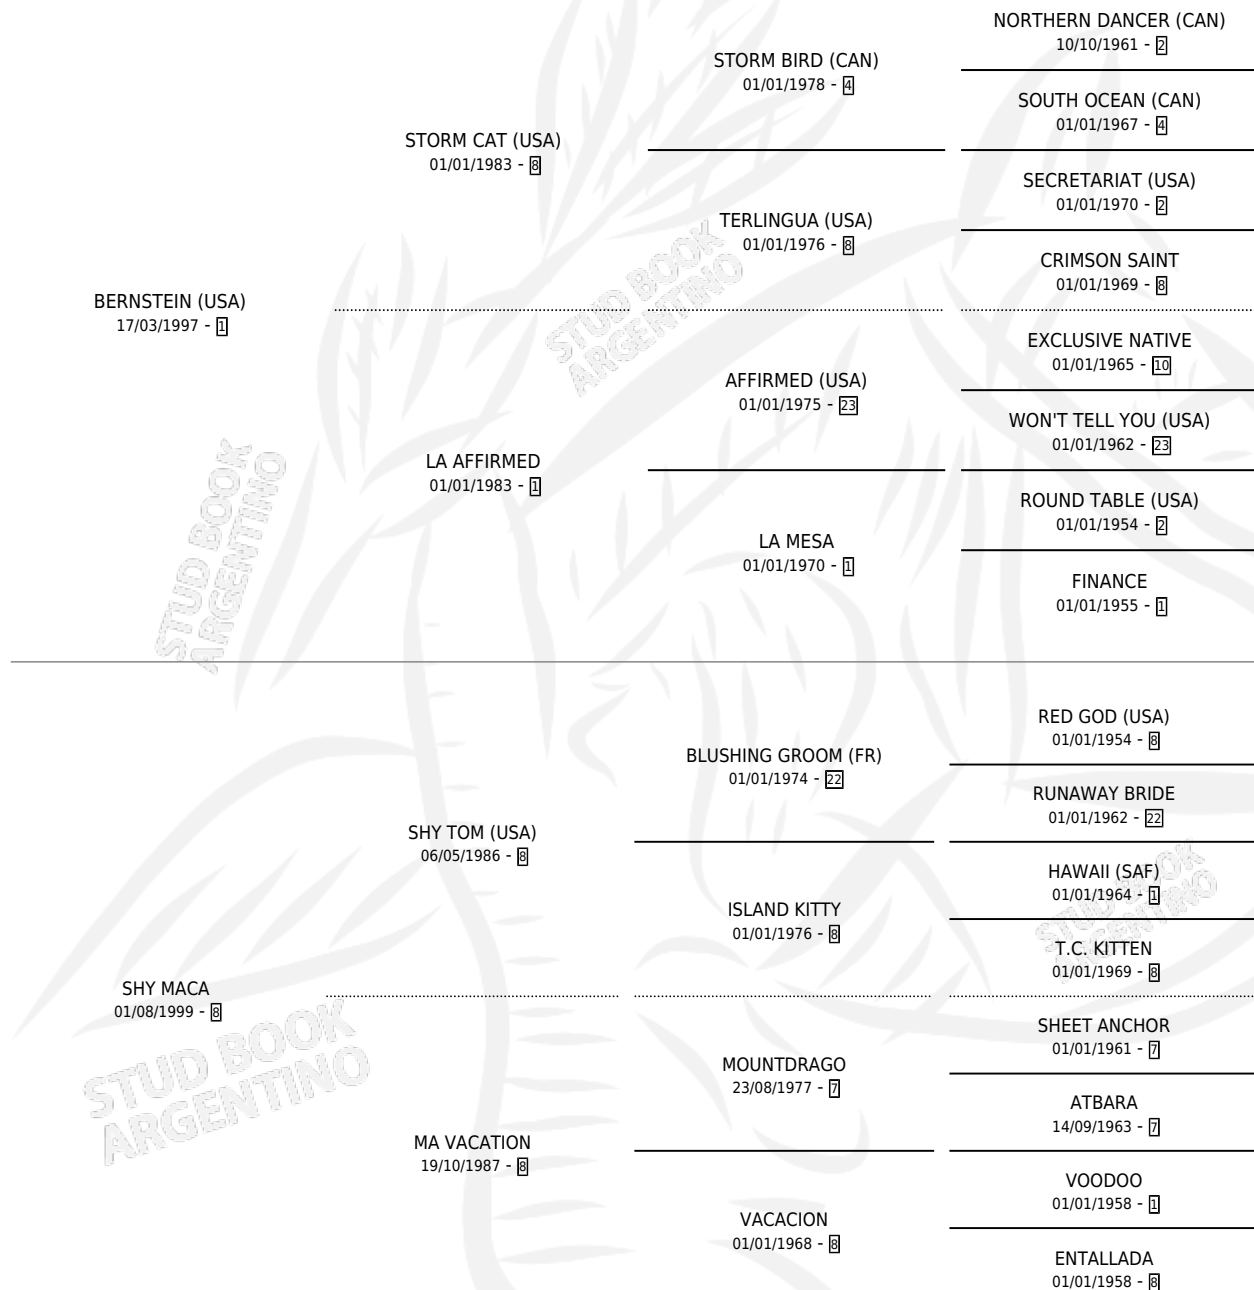 NORTHERN DANCER (CAN)
10/10/1961 - 2
STORM BIRD (CAN)
01/01/1978 - 4
SOUTH OCEAN (CAN)
01/01/1967 - 4
STORM CAT (USA)
01/01/1983 - 8
SECRETARIAT (USA)
01/01/1970 - 2
TERLINGUA (USA)
01/01/1976 - 8
CRIMSON SAINT
01/01/1969 - 8
BERNSTEIN (USA)
17/03/1997 - 1
EXCLUSIVE NATIVE
01/01/1965 - 10
AFFIRMED (USA)
01/01/1975 - 23
WON'T TELL YOU (USA)
01/01/1962 - 23
LA AFFIRMED
01/01/1983 - 1
ROUND TABLE (USA)
01/01/1954 - 2
LA MESA
01/01/1970 - 1
FINANCE
01/01/1955 - 1
RED GOD (USA)
01/01/1954 - 8
BLUSHING GROOM (FR)
01/01/1974 - 22
RUNAWAY BRIDE
01/01/1962 - 22
SHY TOM (USA)
06/05/1986 - 8
HAWAII (SAF)
01/01/1964 - 1
ISLAND KITTY
01/01/1976 - 8
T.C. KITTEN
01/01/1969 - 8
SHY MACA
01/08/1999 - 8
SHEET ANCHOR
01/01/1961 - 7
MOUNTDRAGO
23/08/1977 - 7
ATBARA
14/09/1963 - 7
MA VACATION
19/10/1987 - 8
VOODOO
01/01/1958 - 1
VACACION
01/01/1968 - 8
ENTALLADA
01/01/1958 - 8
STUD BOOK
ARGENTINO
STUD BOOK
ARGENTINO
STUD BOOK
ARGENTINO
STUD BOOK
ARGENTINO